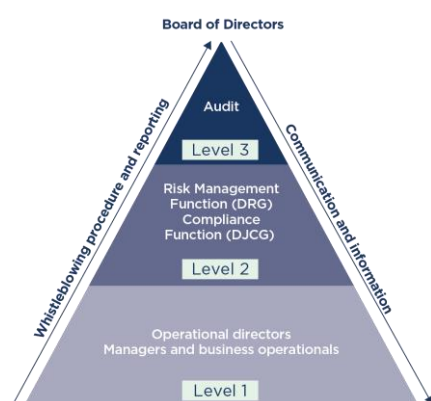 Board of Directors
Whistleblowing procedure and reporting
Communication and information
Audit
Level 3
Risk Management
Function (DRG)
Compliance
Function (DJCG)
Level 2
Operational directors
Managers and business operationals
Level 1